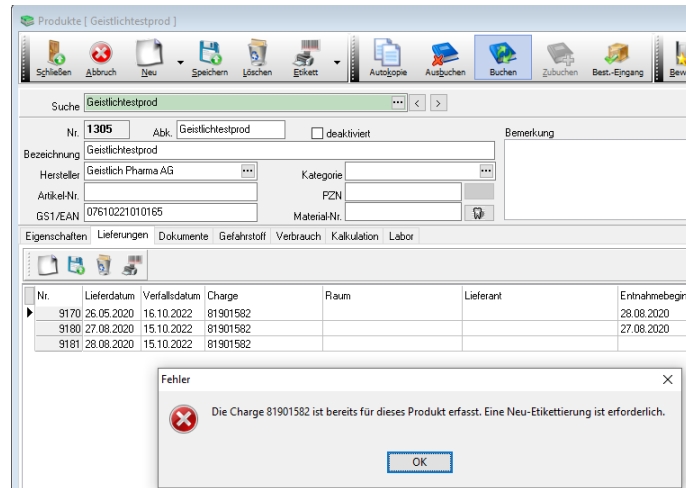 Produkte [ Geistlichtestprod ]
Schließen Abbruch Neu Speichern Löschen Etikett Autokopie Ausbuchen Buchen Zubuchen Best.-Eingang
Suche Geistlichtestprod
Nr. 1305 Abk. Geistlichtestprod deaktiviert Bemerkung
Bezeichnung Geistlichtestprod
Hersteller Geistlich Pharma AG Kategorie
Artikel-Nr. PZN
GS1/EAN 07610221010165 Material-Nr.
Eigenschaften Lieferungen Dokumente Gefahrstoff Verbrauch Kalkulation Labor
Nr. Lieferdatum Verfallsdatum Charge Raum Lieferant Entnahmebegin
9170 26.05.2020 16.10.2022 81901582 28.08.2020
9180 27.08.2020 15.10.2022 81901582 27.08.2020
9181 28.08.2020 15.10.2022 81901582
Fehler
Die Charge 81901582 ist bereits für dieses Produkt erfasst. Eine Neu-Etikettierung ist erforderlich.
OK